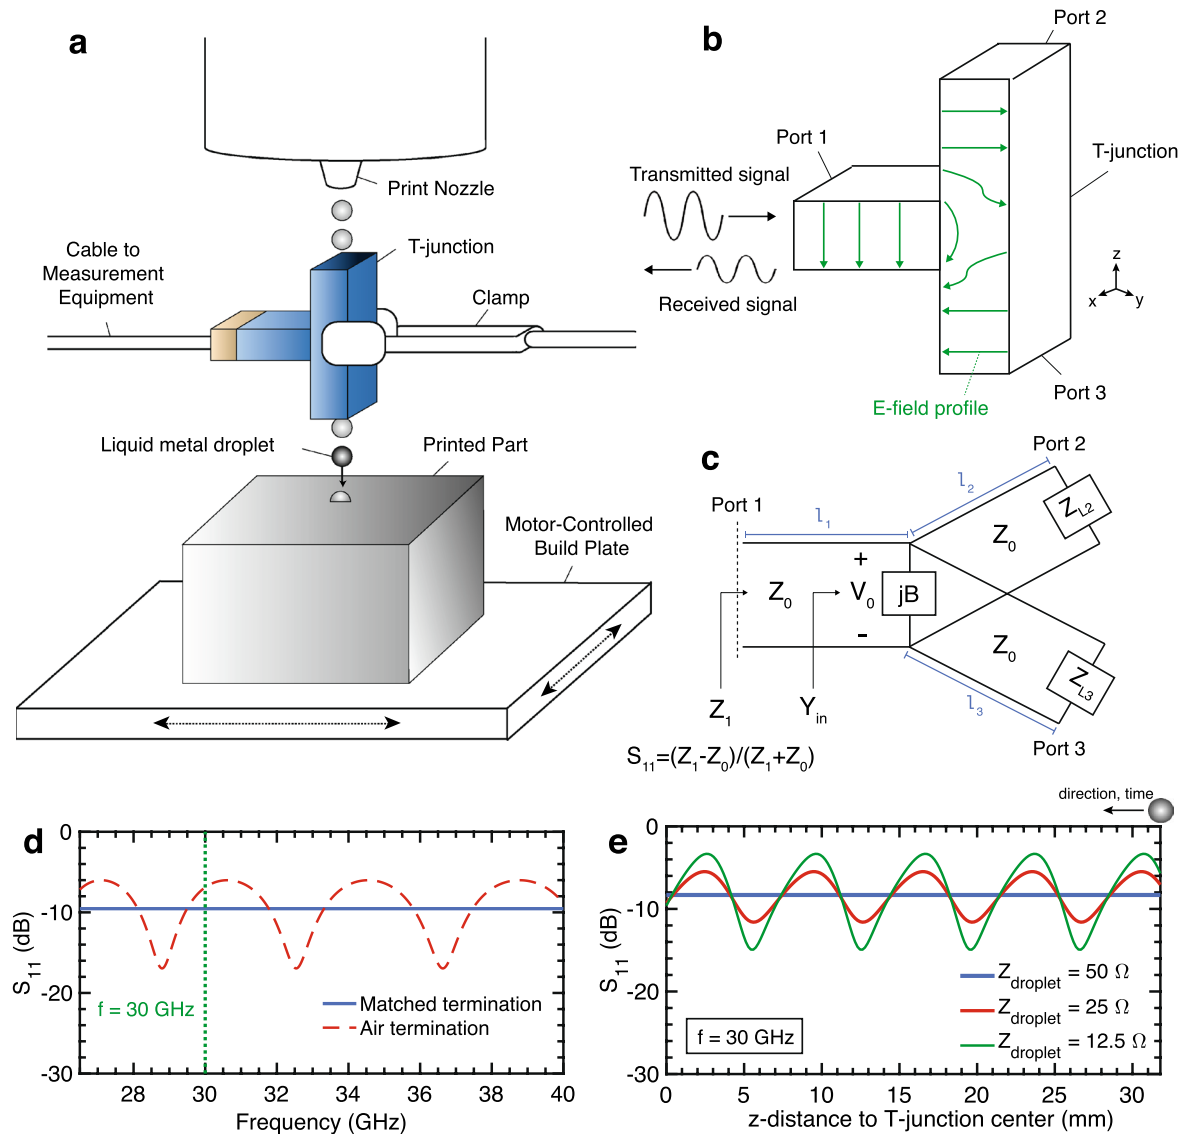 a
Print Nozzle
T-junction
Cable to
Measurement
Equipment
Clamp
Liquid metal droplet
Printed Part
Motor-Controlled
Build Plate
b
Port 2
Port 1
T-junction
Transmitted signal
Received signal
z
x
y
Port 3
E-field profile
c
Port 2
l2
Port 1
l1
ZL2
Z0
+
Z0
V0
jB
-
Z0
ZL3
l3
Z1
Yin
Port 3
S11=(Z1-Z0)/(Z1+Z0)
d
0
-10
-20
-30
S11 (dB)
f = 30 GHz
Matched termination
Air termination
28 30 32 34 36 38 40
Frequency (GHz)
direction, time
e
0
-10
-20
-30
S11 (dB)
Zdroplet = 50 Ω
Zdroplet = 25 Ω
Zdroplet = 12.5 Ω
f = 30 GHz
0 5 10 15 20 25 30
z-distance to T-junction center (mm)